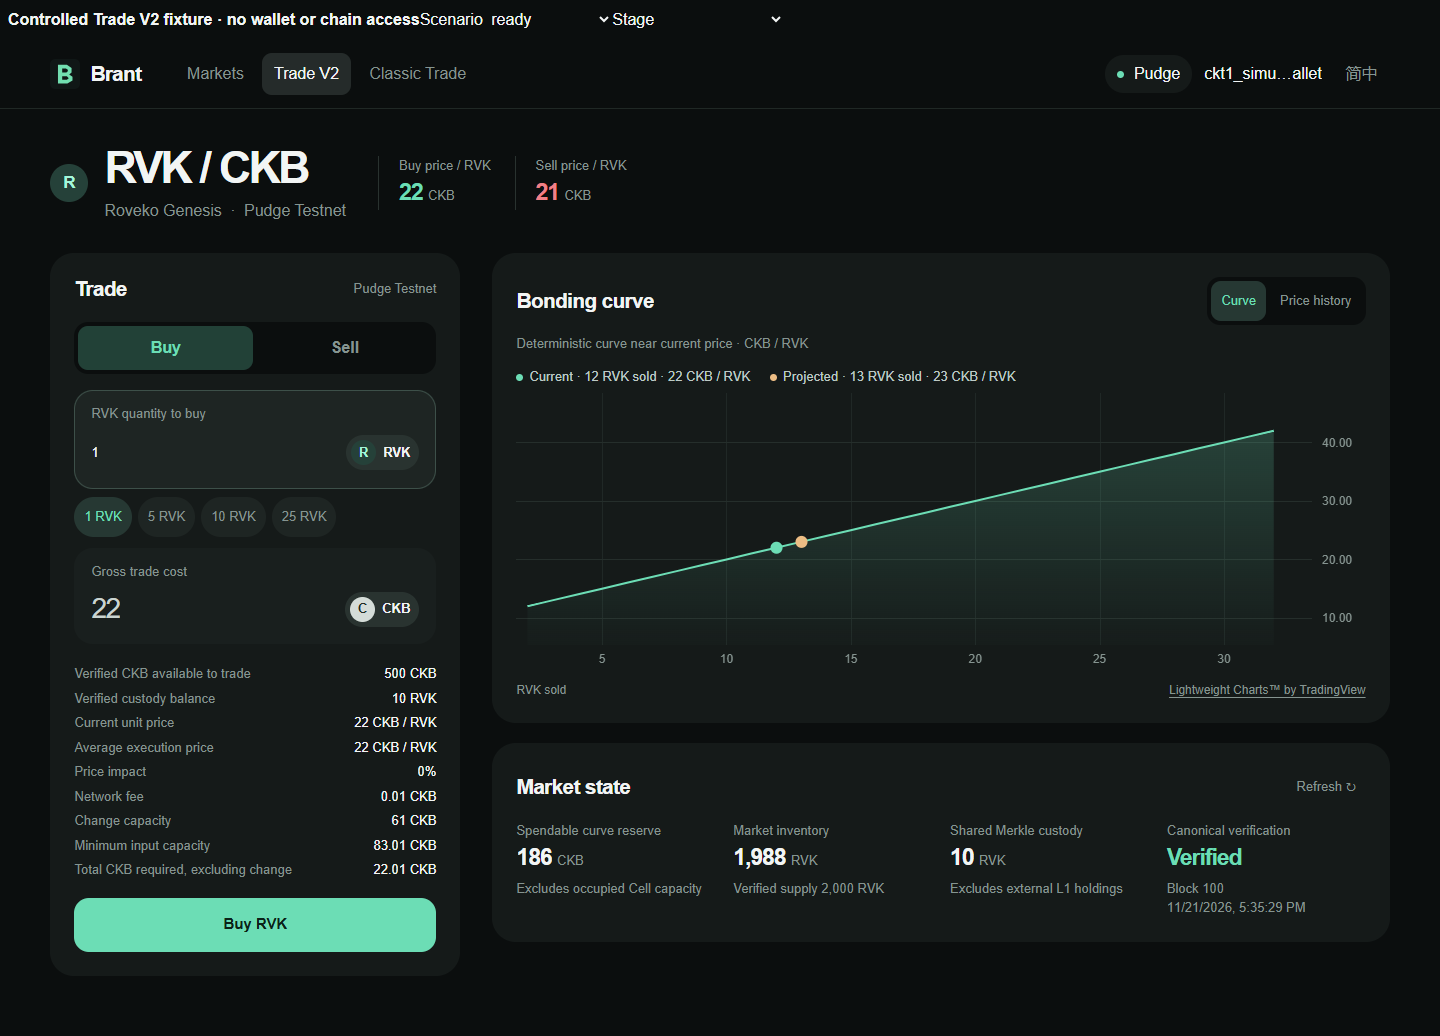 Controlled Trade V2 fixture · no wallet or chain access Scenario ready Stage
B Brant Markets Trade V2 Classic Trade Pudge ckt1_simu…allet 简中
R RVK / CKB
Roveko Genesis · Pudge Testnet
Buy price / RVK
22 CKB
Sell price / RVK
21 CKB
Trade Pudge Testnet
Buy Sell
RVK quantity to buy
1 R RVK
1 RVK 5 RVK 10 RVK 25 RVK
Gross trade cost
22 C CKB
Verified CKB available to trade 500 CKB
Verified custody balance 10 RVK
Current unit price 22 CKB / RVK
Average execution price 22 CKB / RVK
Price impact 0%
Network fee 0.01 CKB
Change capacity 61 CKB
Minimum input capacity 83.01 CKB
Total CKB required, excluding change 22.01 CKB
Buy RVK
Bonding curve Curve Price history
Deterministic curve near current price · CKB / RVK
Current · 12 RVK sold · 22 CKB / RVK Projected · 13 RVK sold · 23 CKB / RVK
40.00
30.00
20.00
10.00
5 10 15 20 25 30
RVK sold Lightweight Charts™ by TradingView
Market state Refresh ↻
Spendable curve reserve
186 CKB
Excludes occupied Cell capacity
Market inventory
1,988 RVK
Verified supply 2,000 RVK
Shared Merkle custody
10 RVK
Excludes external L1 holdings
Canonical verification
Verified
Block 100
11/21/2026, 5:35:29 PM